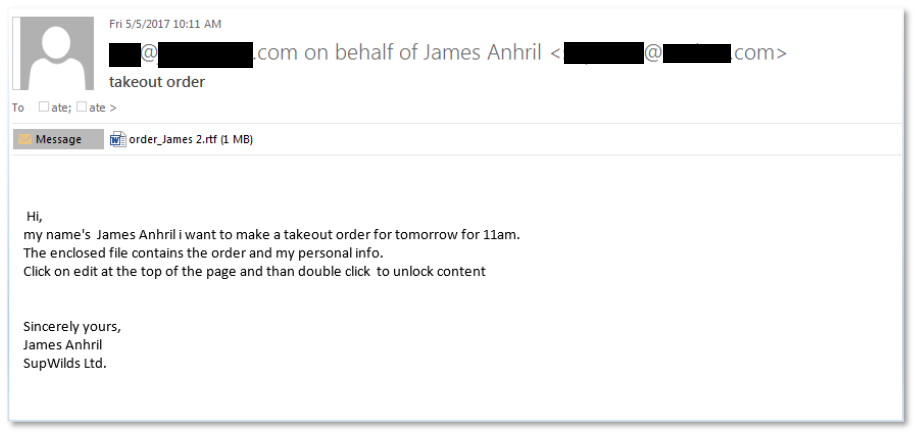 Fri 5/5/2017 10:11 AM
@ .com on behalf of James Anhril < @ .com>
takeout order
To ate; ate >
Message order_James 2.rtf (1 MB)
Hi,
my name's James Anhril i want to make a takeout order for tomorrow for 11am.
The enclosed file contains the order and my personal info.
Click on edit at the top of the page and than double click to unlock content
Sincerely yours,
James Anhril
SupWilds Ltd.